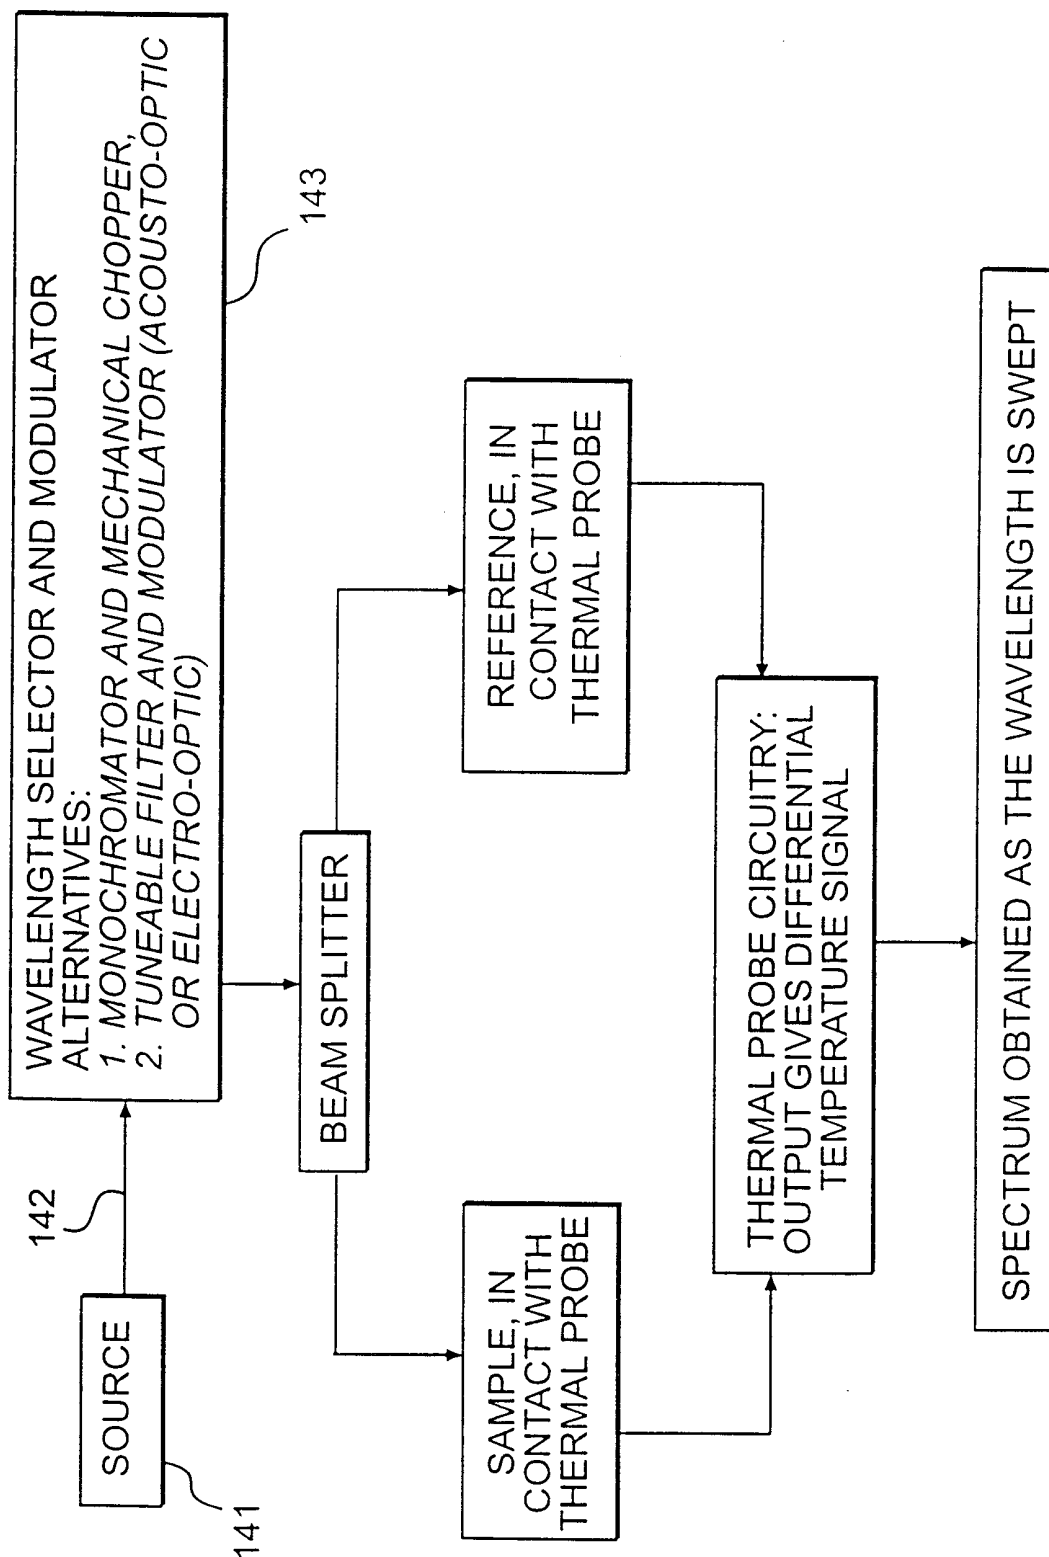 SOURCE
141
142
WAVELENGTH SELECTOR AND MODULATOR
ALTERNATIVES:
1. MONOCHROMATOR AND MECHANICAL CHOPPER,
2. TUNEABLE FILTER AND MODULATOR (ACOUSTO-OPTIC
OR ELECTRO-OPTIC)
143
BEAM SPLITTER
SAMPLE, IN
CONTACT WITH
THERMAL PROBE
REFERENCE, IN
CONTACT WITH
THERMAL PROBE
THERMAL PROBE CIRCUITRY:
OUTPUT GIVES DIFFERENTIAL
TEMPERATURE SIGNAL
SPECTRUM OBTAINED AS THE WAVELENGTH IS SWEPT